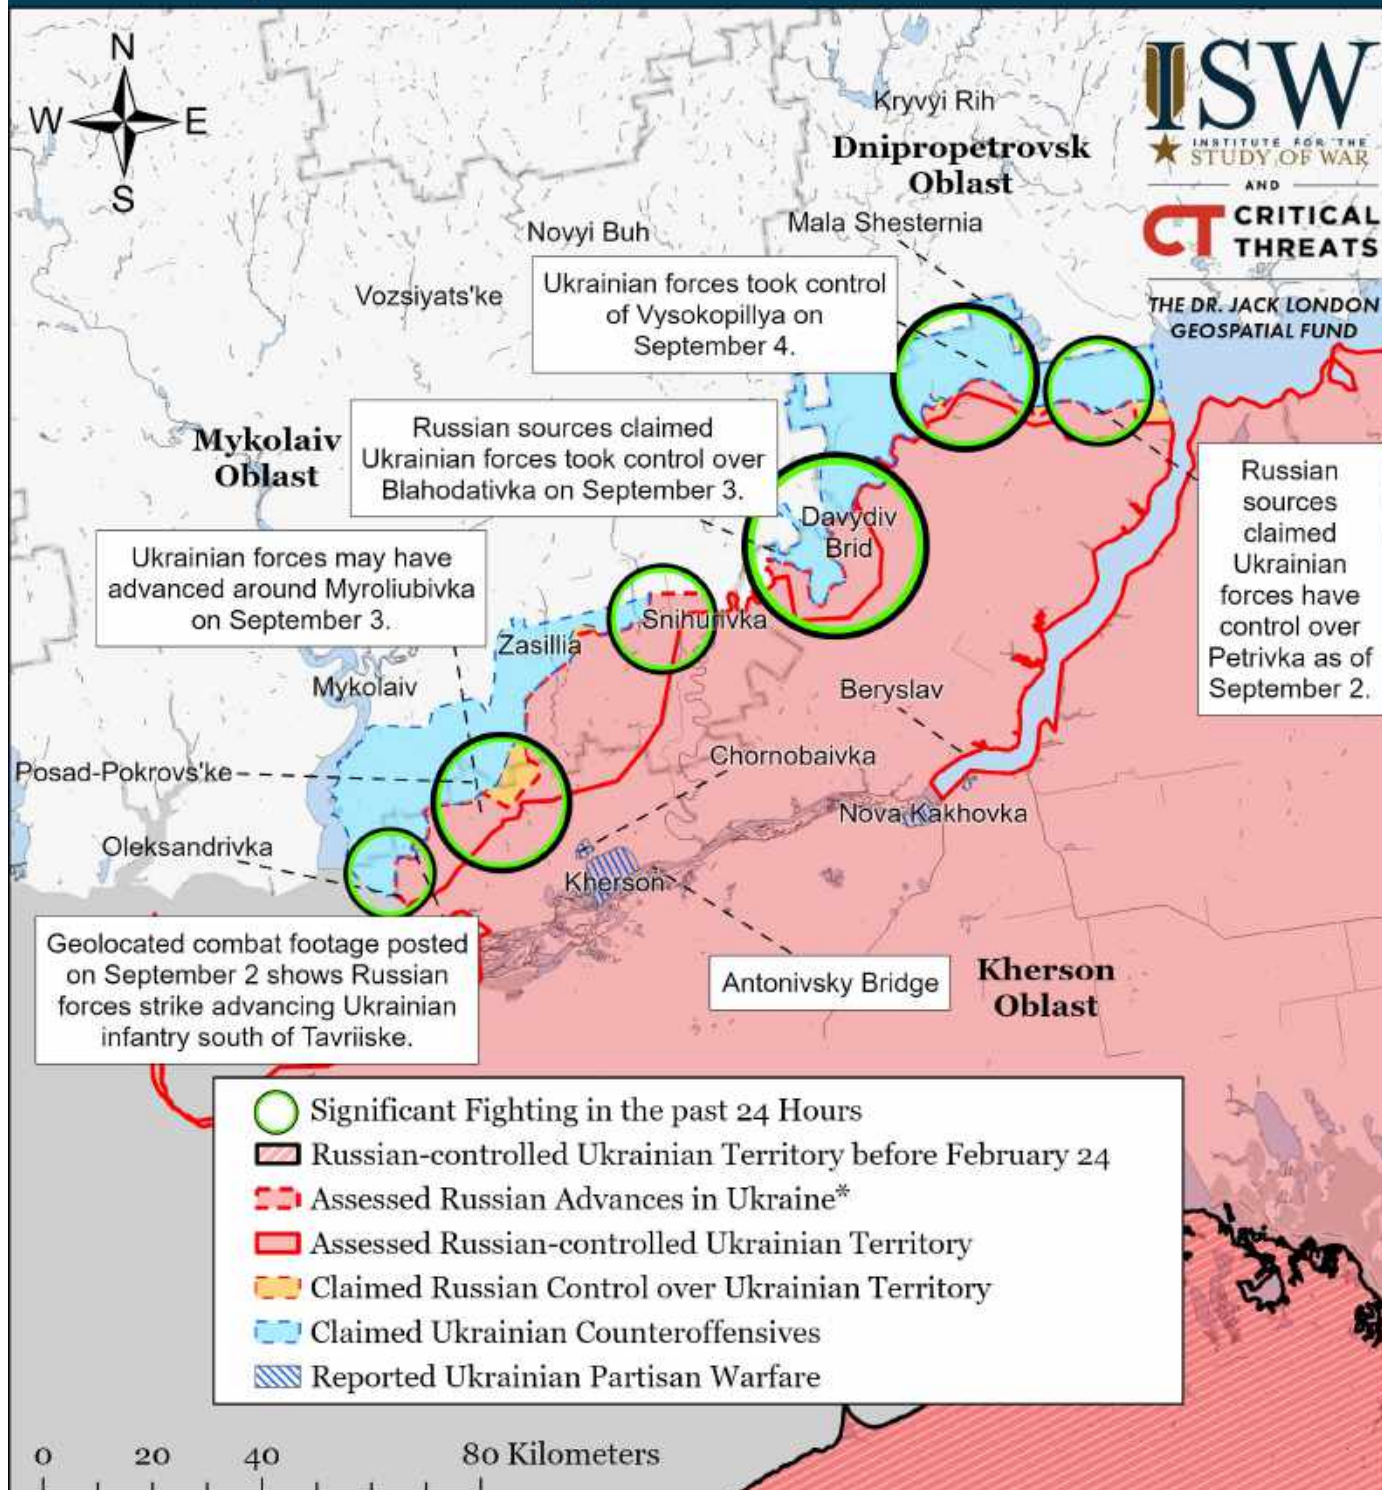 N
W E
S
ISW
INSTITUTE FOR THE
STUDY OF WAR
AND
CT CRITICAL
THREATS
THE DR. JACK LONDON
GEOSPATIAL FUND
Kryvyi Rih
Dnipropetrovsk
Oblast
Mala Shesternia
Novyi Buh
Vozsiyats'ke
Ukrainian forces took control
of Vysokopillya on
September 4.
Mykolaiv
Oblast
Russian sources claimed
Ukrainian forces took control over
Blahodativka on September 3.
Russian
sources
claimed
Ukrainian
forces have
control over
Petrivka as of
September 2.
Davydiv
Brid
Ukrainian forces may have
advanced around Myroliubivka
on September 3.
Snihurivka
Zasillia
Mykolaiv
Beryslav
Chornobaivka
Posad-Pokrovs'ke
Nova Kakhovka
Oleksandrivka
Kherson
Geolocated combat footage posted
on September 2 shows Russian
forces strike advancing Ukrainian
infantry south of Tavriiske.
Antonivsky Bridge
Kherson
Oblast
Significant Fighting in the past 24 Hours
Russian-controlled Ukrainian Territory before February 24
Assessed Russian Advances in Ukraine*
Assessed Russian-controlled Ukrainian Territory
Claimed Russian Control over Ukrainian Territory
Claimed Ukrainian Counteroffensives
Reported Ukrainian Partisan Warfare
0 20 40 80 Kilometers